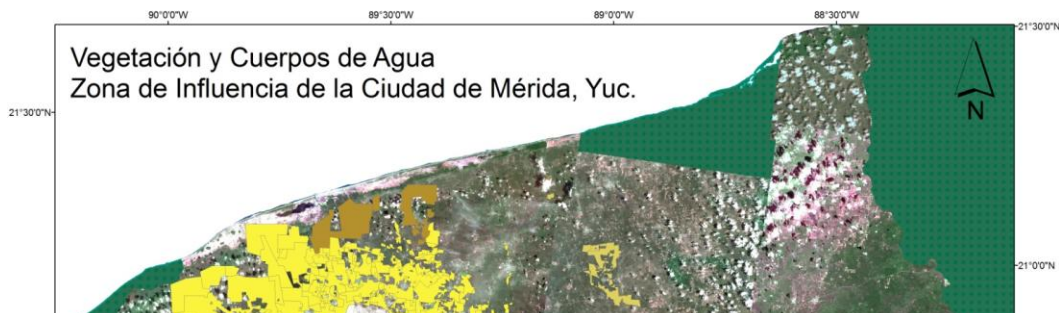 90°0'0"W 89°30'0"W 89°0'0"W 88°30'0"W
21°30'0"N
Vegetación y Cuerpos de Agua
Zona de Influencia de la Ciudad de Mérida, Yuc.
N
21°30'0"N
21°0'0"N